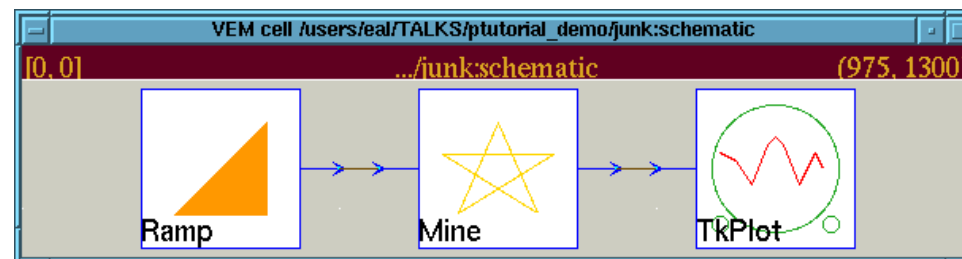 VEM cell /users/eal/TALKS/ptutorial_demo/junk:schematic
[0, 0] .../junk:schematic (975, 1300
Ramp Mine TkPlot